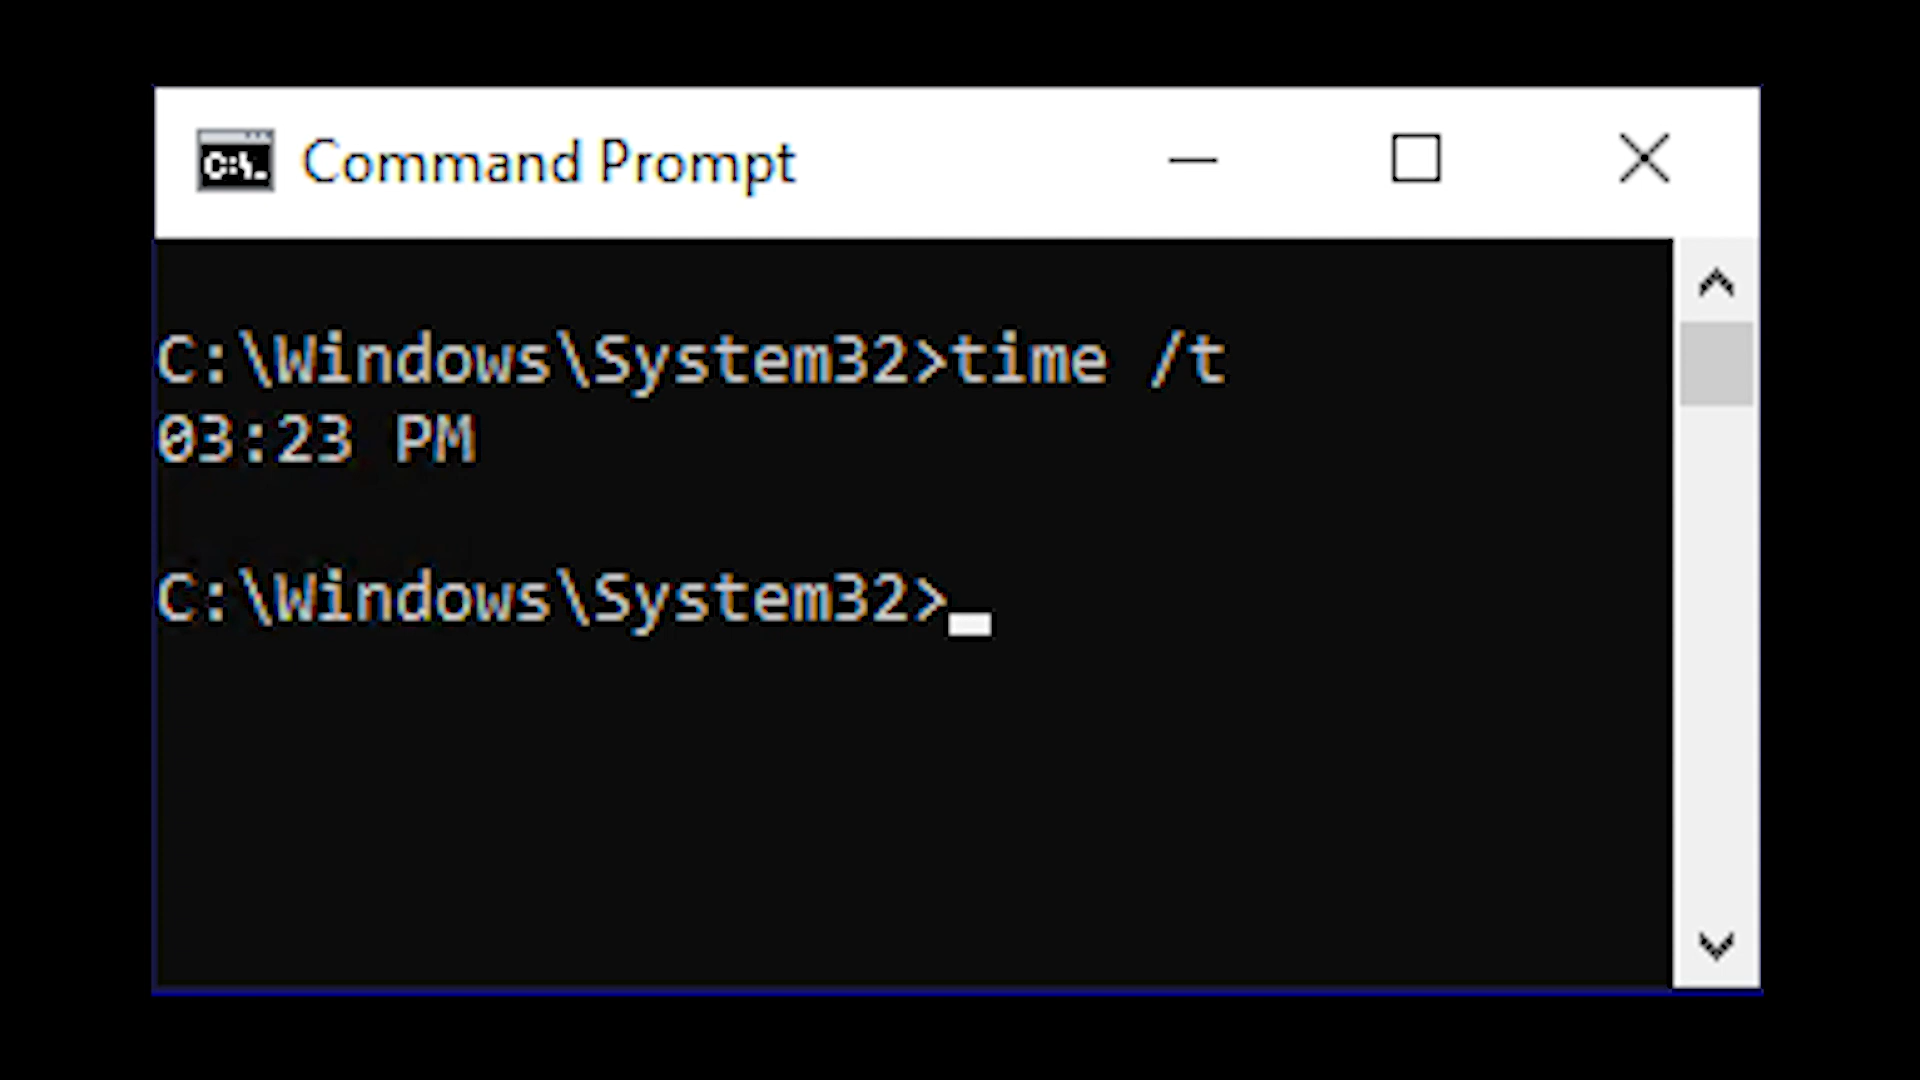 C:\. Command Prompt
C:\Windows\System32>time /t
03:23 PM
C:\Windows\System32>